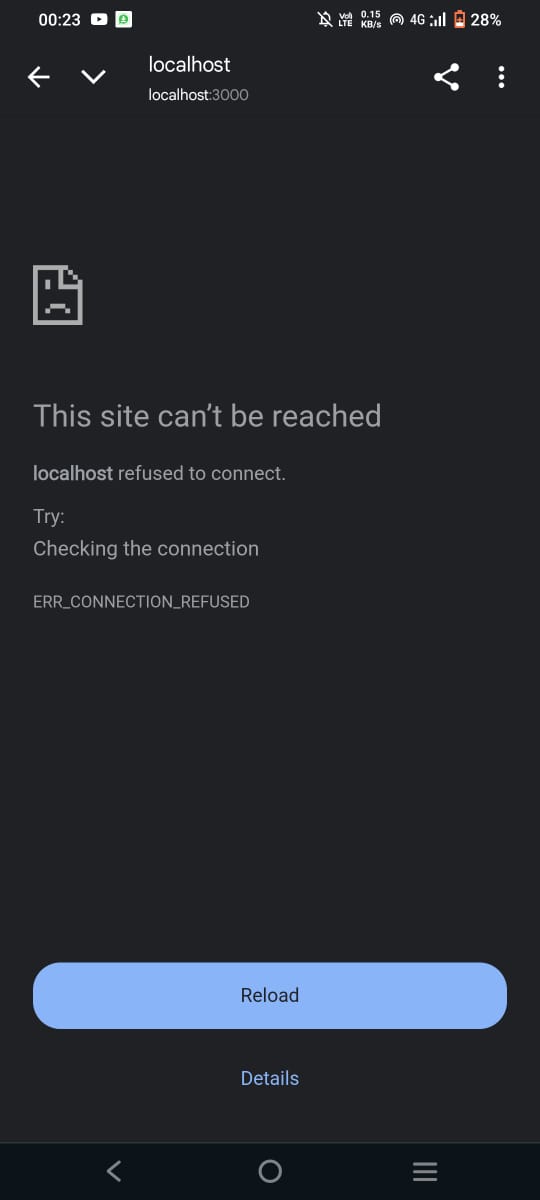 00:23 Vo) LTE 0.15 KB/s 4G 28%
localhost
localhost:3000
This site can’t be reached
localhost refused to connect.
Try:
Checking the connection
ERR_CONNECTION_REFUSED
Reload
Details